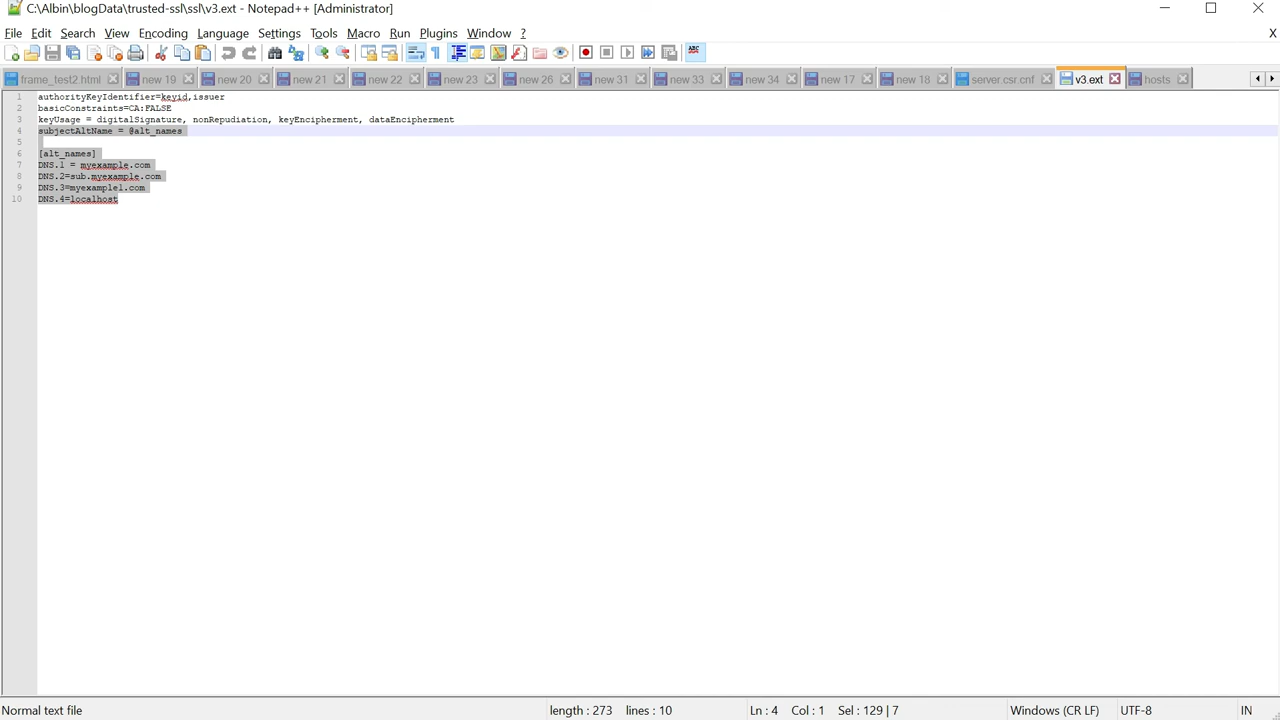 C:\Albin\blogData\trusted-ssl\ssl\v3.ext - Notepad++ [Administrator]
File Edit Search View Encoding Language Settings Tools Macro Run Plugins Window ? X
ABC
frame_test2.html new 19 new 20 new 21 new 22 new 23 new 26 new 31 new 33 new 34 new 17 new 18 server.csr.cnf v3.ext hosts
1 authorityKeyIdentifier=keyid,issuer
2 basicConstraints=CA:FALSE
3 keyUsage = digitalSignature, nonRepudiation, keyEncipherment, dataEncipherment
4 subjectAltName = @alt_names
5
6 [alt_names]
7 DNS.1 = myexample.com
8 DNS.2=sub.myexample.com
9 DNS.3=myexample1.com
10 DNS.4=localhost
Normal text file length : 273 lines : 10 Ln : 4 Col : 1 Sel : 129 | 7 Windows (CR LF) UTF-8 IN